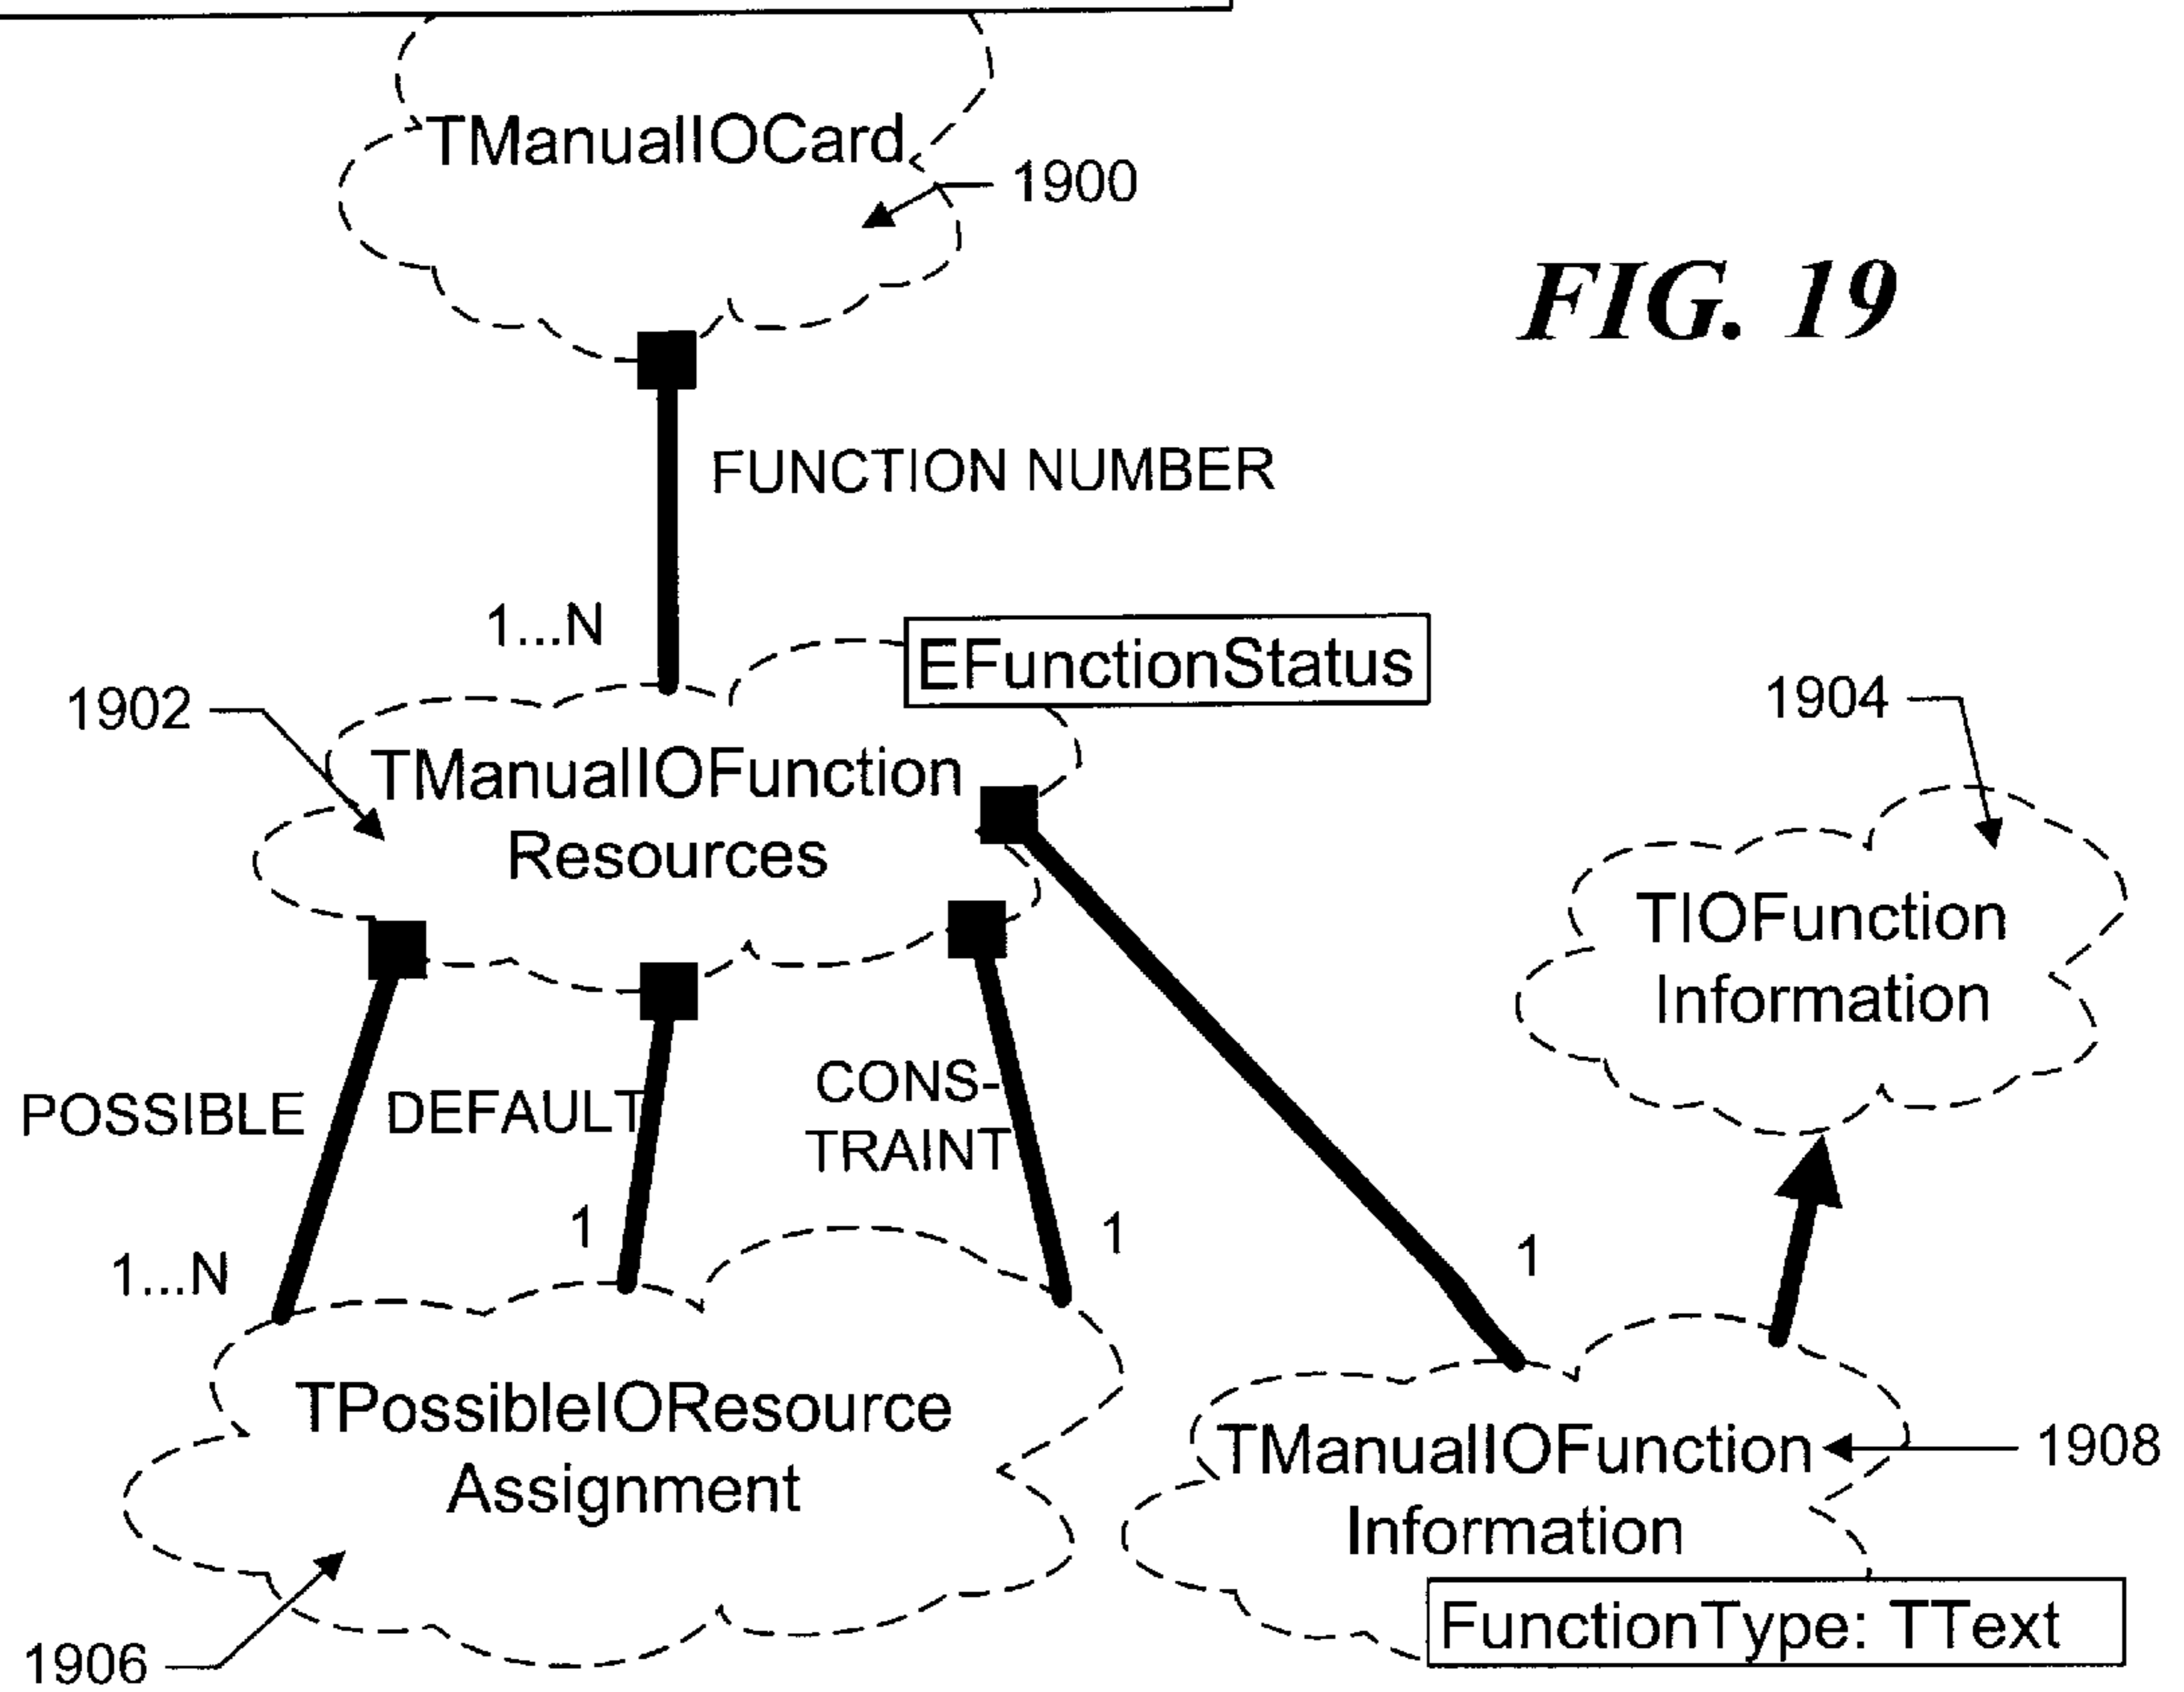 TManualIOCard
1900
FIG. 19
FUNCTION NUMBER
1...N
EFunctionStatus
1902
1904
TManualIOFunction
Resources
TIOFunction
Information
POSSIBLE
DEFAULT
CONS-
TRAINT
1...N
1
1
1
TPossibleIOResource
Assignment
TManualIOFunction
Information
1908
FunctionType: TText
1906